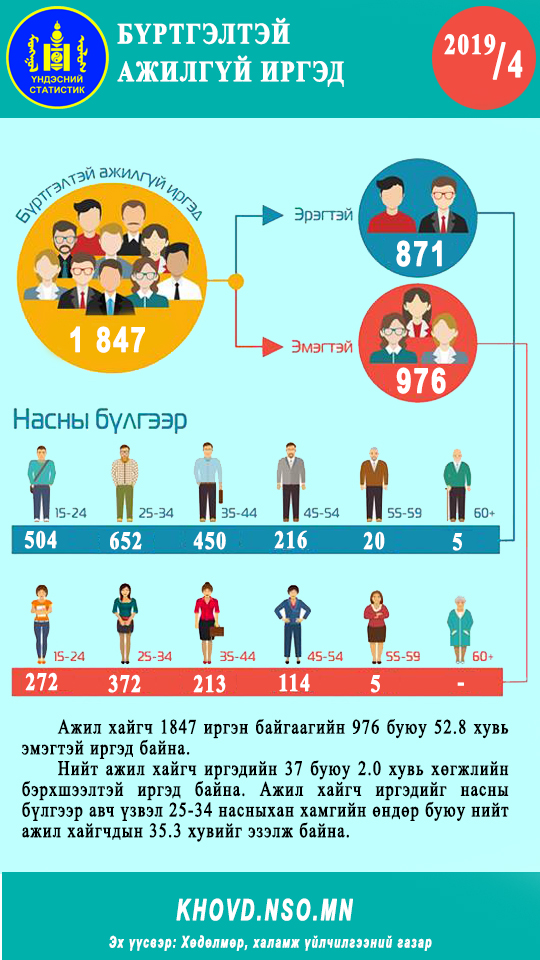 ҮНДЭСНИЙ
СТАТИСТИК
БҮРТГЭЛТЭЙ
АЖИЛГҮЙ ИРГЭД
2019/4
Бүртгэлтэй ажилгүй иргэд
1 847
Эрэгтэй
871
Эмэгтэй
976
Насны бүлгээр
15-24 25-34 35-44 45-54 55-59 60+
504 652 450 216 20 5
15-24 25-34 35-44 45-54 55-59 60+
272 372 213 114 5 -
Ажил хайгч 1847 иргэн байгаагийн 976 буюу 52.8 хувь
эмэгтэй иргэд байна.
Нийт ажил хайгч иргэдийн 37 буюу 2.0 хувь хөгжлийн
бэрхшээлтэй иргэд байна. Ажил хайгч иргэдийг насны
бүлгээр авч үзвэл 25-34 насныхан хамгийн өндөр буюу нийт
ажил хайгчдын 35.3 хувийг эзэлж байна.
KHOVD.NSO.MN
Эх үүсвэр: Хөдөлмөр, халамж үйлчилгээний газар